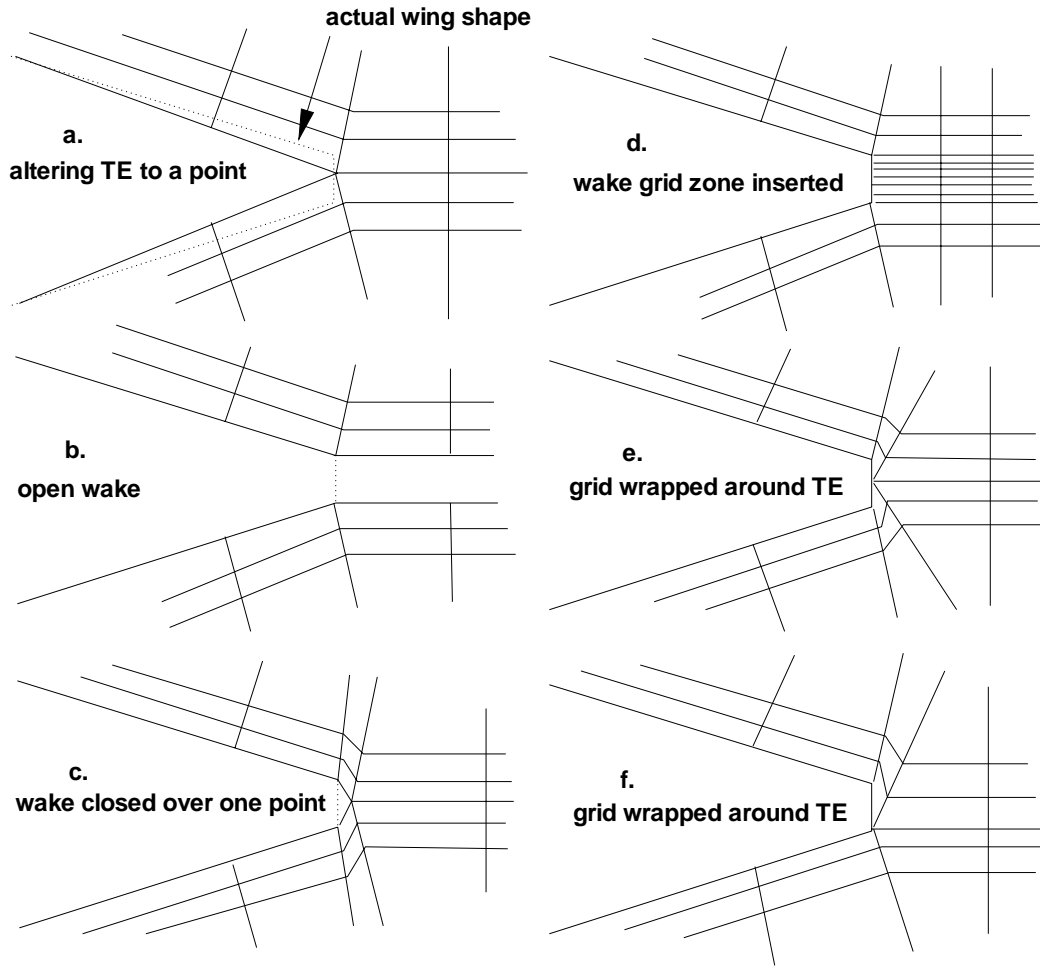 actual wing shape
a.
altering TE to a point
b.
open wake
c.
wake closed over one point
d.
wake grid zone inserted
e.
grid wrapped around TE
f.
grid wrapped around TE